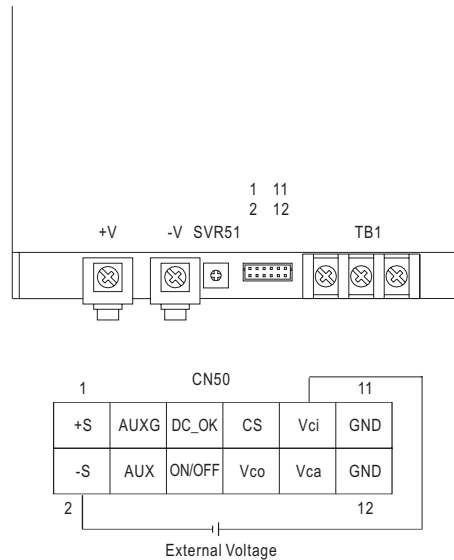 1 11
2 12
+V -V SVR51 TB1
CN50
1 11
+S AUXG DC_OK CS Vci GND
-S AUX ON/OFF Vco Vca GND
2 12
External Voltage